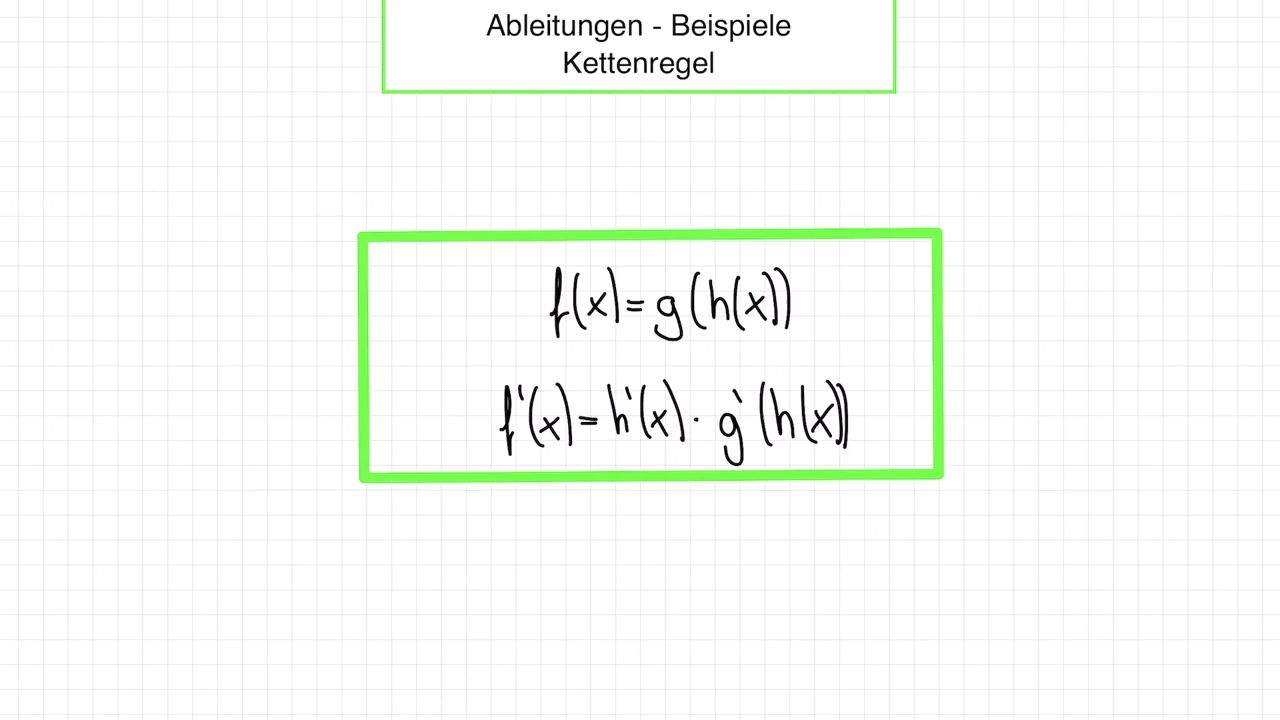 Ableitungen - Beispiele
Kettenregel
f(x)=g(h(x))
f'(x)=h'(x)·g'(h(x))